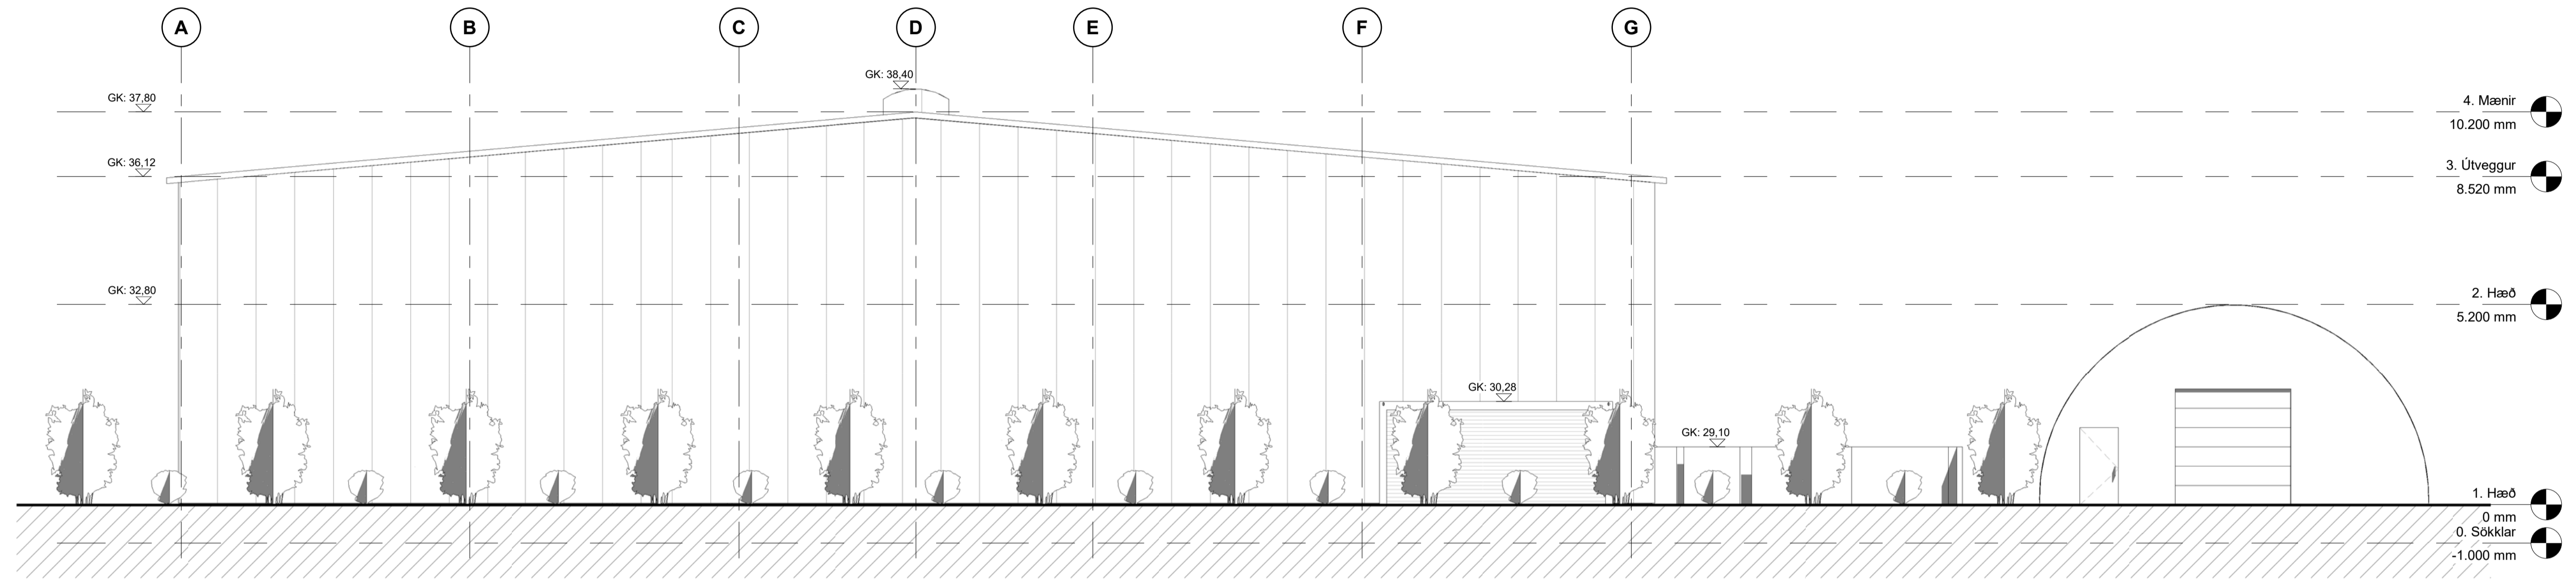 A
B
C
D
E
F
G
GK: 38,40
GK: 37,80
4. Mænir
10.200 mm
GK: 36,12
3. Útveggur
8.520 mm
GK: 32,80
2. Hæð
5.200 mm
GK: 30,28
GK: 29,10
1. Hæð
0 mm
0. Sökklar
-1.000 mm